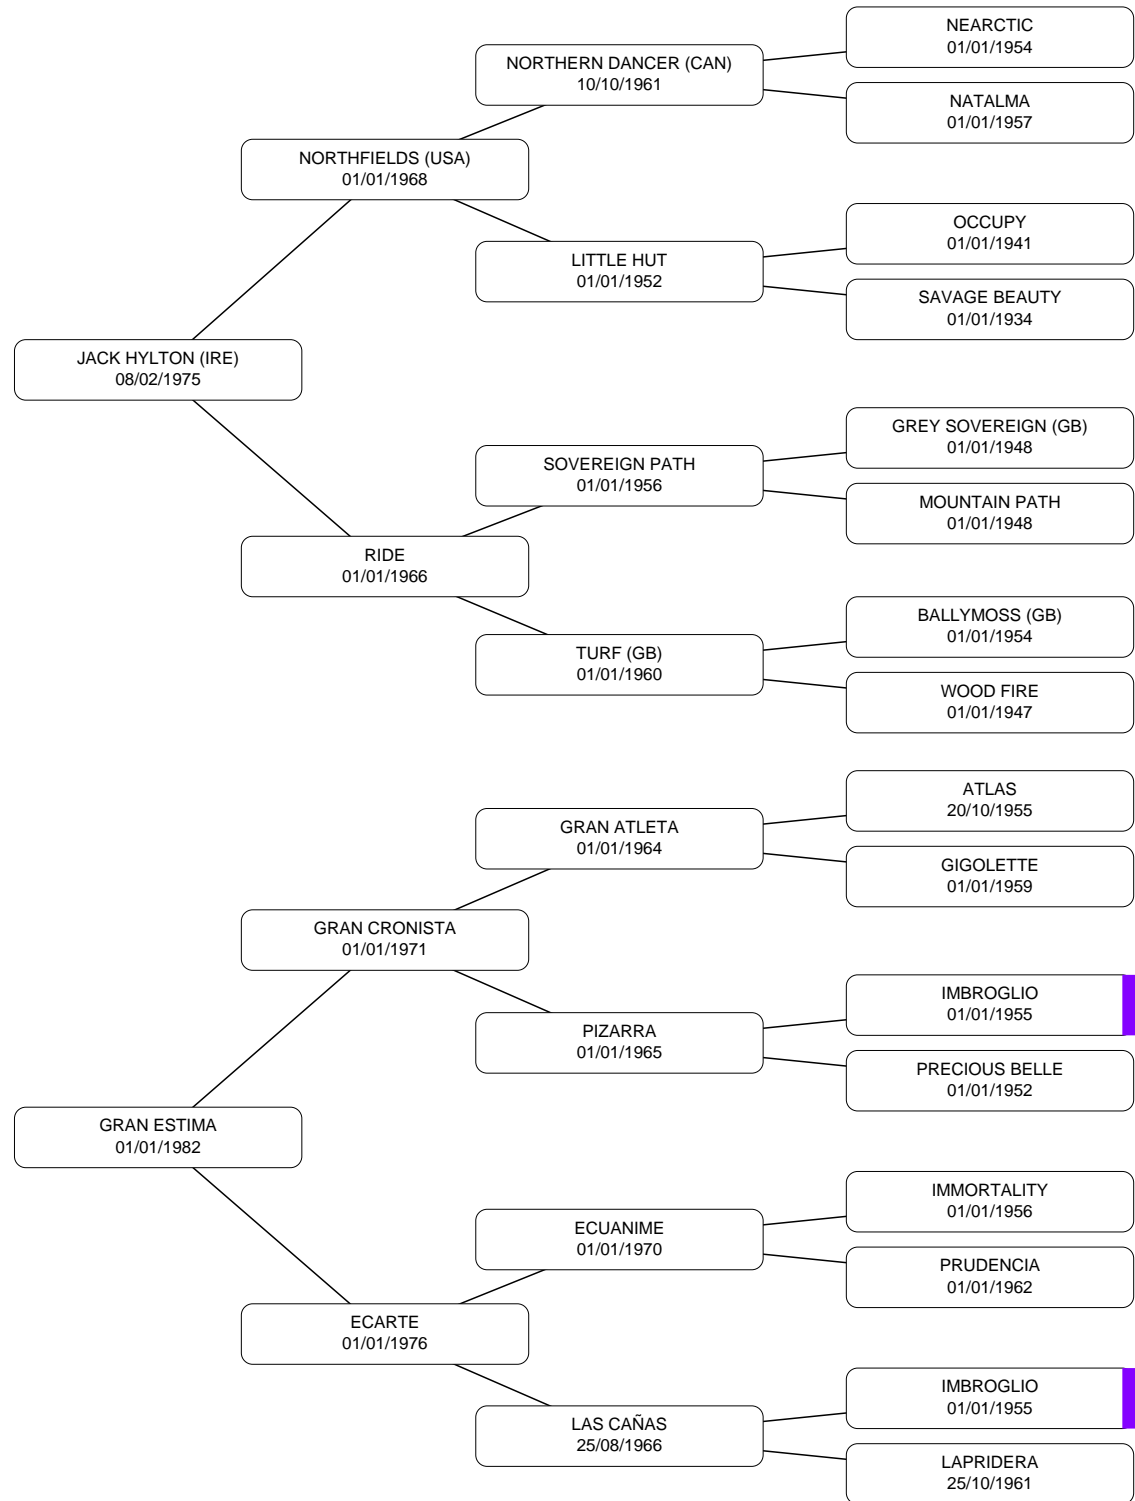 NEARCTIC
01/01/1954
NORTHERN DANCER (CAN)
10/10/1961
NATALMA
01/01/1957
NORTHFIELDS (USA)
01/01/1968
OCCUPY
01/01/1941
LITTLE HUT
01/01/1952
SAVAGE BEAUTY
01/01/1934
JACK HYLTON (IRE)
08/02/1975
GREY SOVEREIGN (GB)
01/01/1948
SOVEREIGN PATH
01/01/1956
MOUNTAIN PATH
01/01/1948
RIDE
01/01/1966
BALLYMOSS (GB)
01/01/1954
TURF (GB)
01/01/1960
WOOD FIRE
01/01/1947
ATLAS
20/10/1955
GRAN ATLETA
01/01/1964
GIGOLETTE
01/01/1959
GRAN CRONISTA
01/01/1971
IMBROGLIO
01/01/1955
PIZARRA
01/01/1965
PRECIOUS BELLE
01/01/1952
GRAN ESTIMA
01/01/1982
IMMORTALITY
01/01/1956
ECUANIME
01/01/1970
PRUDENCIA
01/01/1962
ECARTE
01/01/1976
IMBROGLIO
01/01/1955
LAS CAÑAS
25/08/1966
LAPRIDERA
25/10/1961